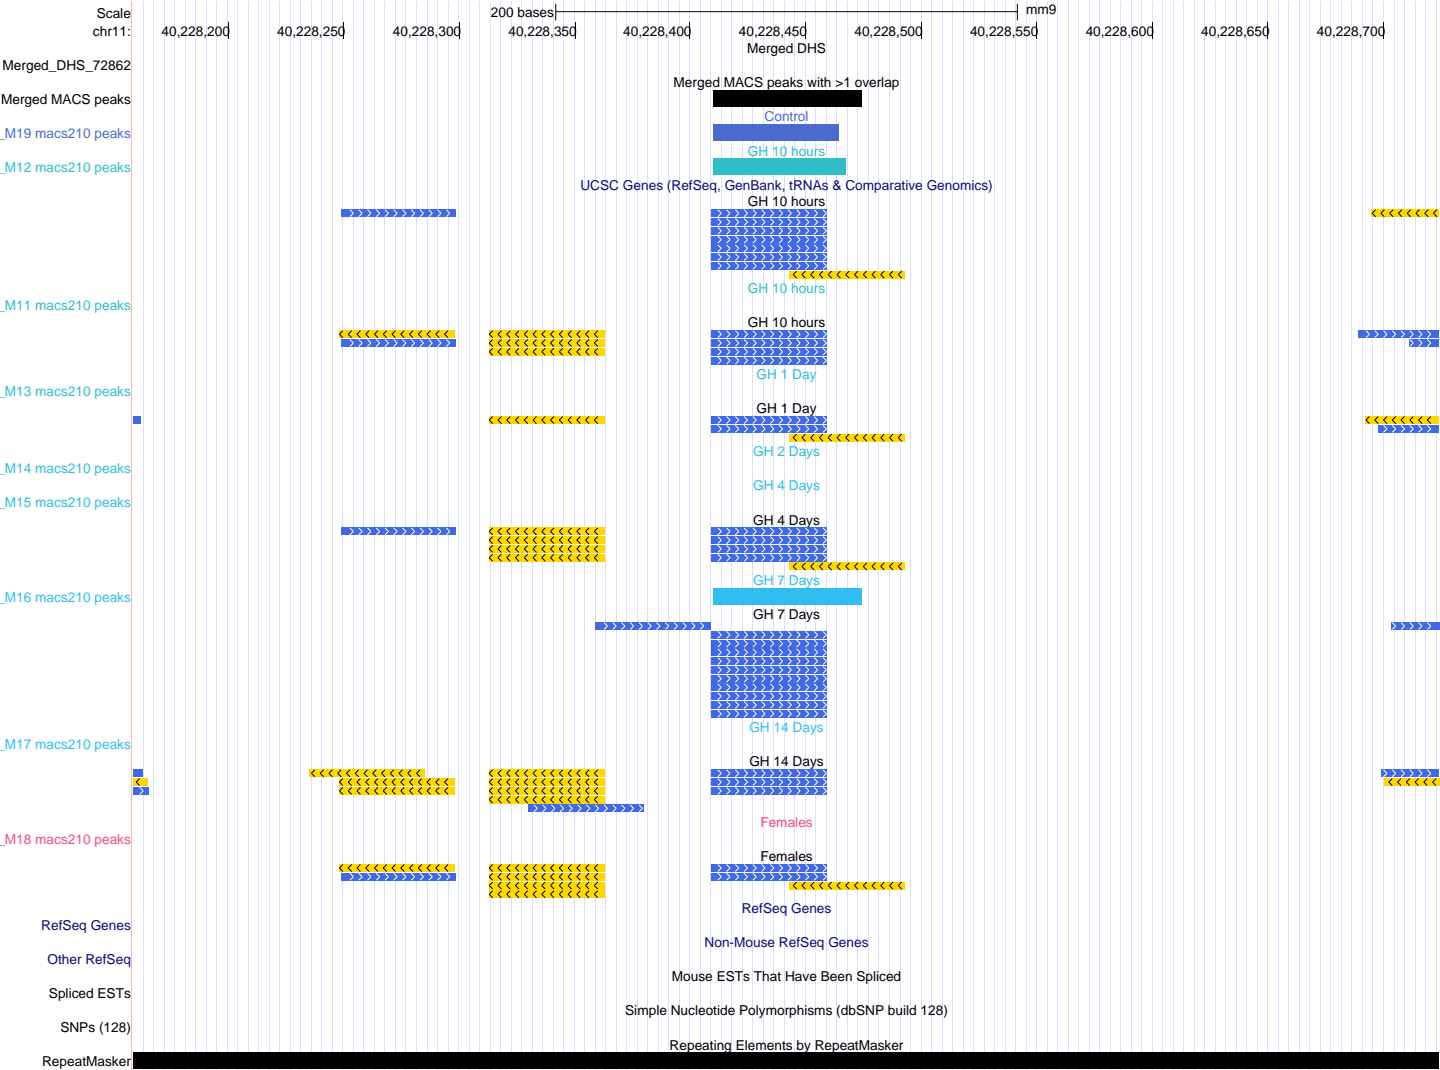 Scale 200 bases mm9
chr11: 40,228,200 40,228,250 40,228,300 40,228,350 40,228,400 40,228,450 40,228,500 40,228,550 40,228,600 40,228,650 40,228,700
Merged DHS
Merged_DHS_72862
Merged MACS peaks with >1 overlap
Merged MACS peaks
Control
_M19 macs210 peaks
GH 10 hours
_M12 macs210 peaks
UCSC Genes (RefSeq, GenBank, tRNAs & Comparative Genomics)
GH 10 hours
GH 10 hours
_M11 macs210 peaks
GH 10 hours
GH 1 Day
_M13 macs210 peaks
GH 1 Day
GH 2 Days
_M14 macs210 peaks
GH 4 Days
_M15 macs210 peaks
GH 4 Days
GH 7 Days
_M16 macs210 peaks
GH 7 Days
GH 14 Days
_M17 macs210 peaks
GH 14 Days
Females
_M18 macs210 peaks
Females
RefSeq Genes
RefSeq Genes
Non-Mouse RefSeq Genes
Other RefSeq
Mouse ESTs That Have Been Spliced
Spliced ESTs
Simple Nucleotide Polymorphisms (dbSNP build 128)
SNPs (128)
Repeating Elements by RepeatMasker
RepeatMasker